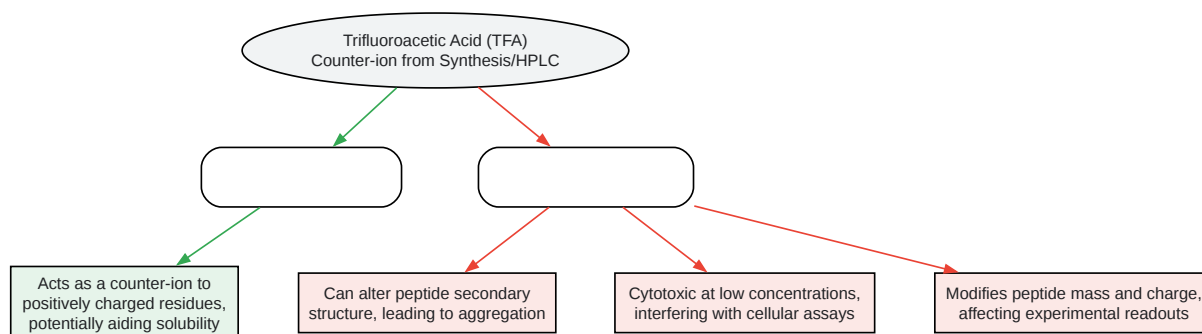 Trifluoroacetic Acid (TFA)
Counter-ion from Synthesis/HPLC
Acts as a counter-ion to
positively charged residues,
potentially aiding solubility
Can alter peptide secondary
structure, leading to aggregation
Cytotoxic at low concentrations,
interfering with cellular assays
Modifies peptide mass and charge,
affecting experimental readouts